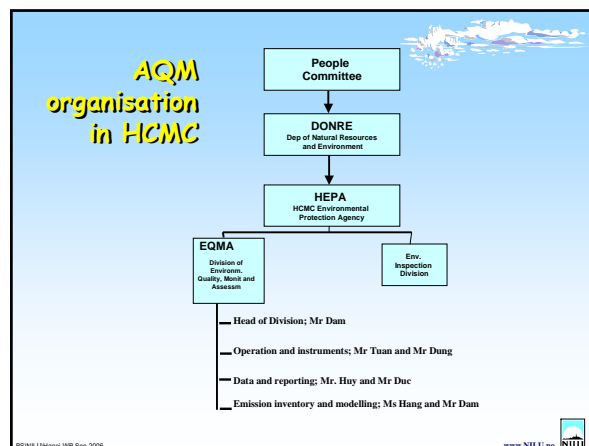 AQM
organisation
in HCMC
People
Committee
DONRE
Dep of Natural Resources
and Environment
HEPA
HCMC Environmental
Protection Agency
EQMA
Division of
Environm.
Quality, Monit and
Assessm
Env.
Inspection
Division
Head of Division; Mr Dam
Operation and instruments; Mr Tuan and Mr Dung
Data and reporting; Mr. Huy and Mr Duc
Emission inventory and modelling; Ms Hang and Mr Dam
www.NILU.no
NILU